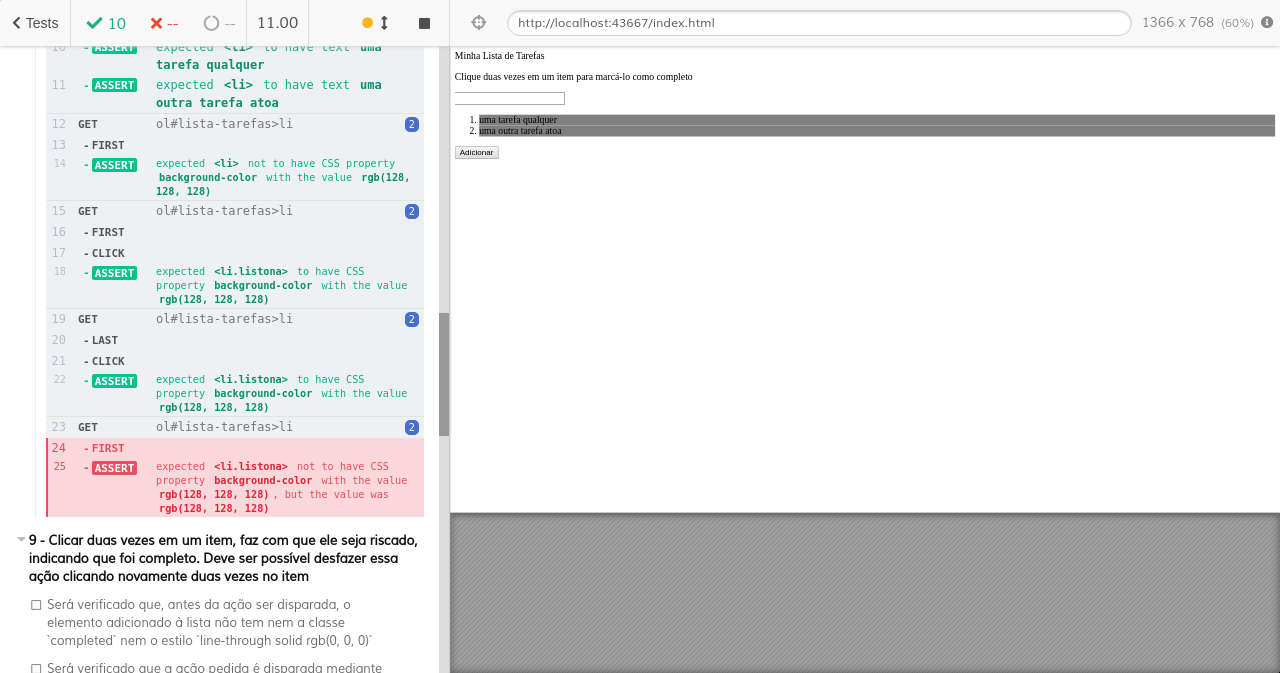 Tests
10
--
--
11.00
http://localhost:43667/index.html
1366 x 768 (60%)
10 - ASSERT expected <li> to have text uma
tarefa qualquer
11 - ASSERT expected <li> to have text uma
outra tarefa atoa
12 GET ol#lista-tarefas>li 2
13 - FIRST
14 - ASSERT expected <li> not to have CSS property
background-color with the value rgb(128,
128, 128)
15 GET ol#lista-tarefas>li 2
16 - FIRST
17 - CLICK
18 - ASSERT expected <li.listona> to have CSS
property background-color with the value
rgb(128, 128, 128)
19 GET ol#lista-tarefas>li 2
20 - LAST
21 - CLICK
22 - ASSERT expected <li.listona> to have CSS
property background-color with the value
rgb(128, 128, 128)
23 GET ol#lista-tarefas>li 2
24 - FIRST
25 - ASSERT expected <li.listona> not to have CSS
property background-color with the value
rgb(128, 128, 128), but the value was
rgb(128, 128, 128)
9 - Clicar duas vezes em um item, faz com que ele seja riscado,
indicando que foi completo. Deve ser possível desfazer essa
ação clicando novamente duas vezes no item
Será verificado que, antes da ação ser disparada, o
elemento adicionado à lista não tem nem a classe
`completed` nem o estilo `line-through solid rgb(0, 0, 0)`
Será verificado que a ação pedida é disparada mediante
Minha Lista de Tarefas
Clique duas vezes em um item para marcá-lo como completo
1. uma tarefa qualquer
2. uma outra tarefa atoa
Adicionar